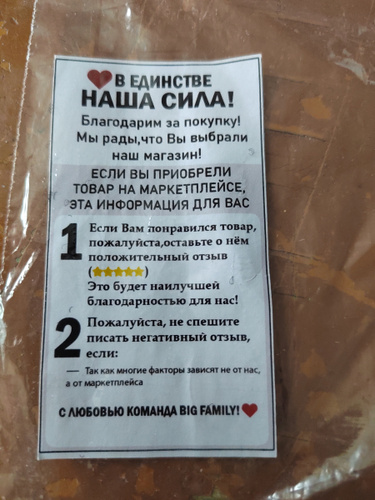 В ЕДИНСТВЕ
НАША СИЛА!
Благодарим за покупку!
Мы рады,что Вы выбрали
наш магазин!
ЕСЛИ ВЫ ПРИОБРЕЛИ
ТОВАР НА МАРКЕТПЛЕЙСЕ,
ЭТА ИНФОРМАЦИЯ ДЛЯ ВАС
1 Если Вам понравился товар,
пожалуйста,оставьте о нём
положительный отзыв
(⭐⭐⭐⭐⭐)
Это будет наилучшей
благодарностью для нас!
2 Пожалуйста, не спешите
писать негативный отзыв,
если:
— Так как многие факторы зависят не от нас,
а от маркетплейса
С ЛЮБОВЬЮ КОМАНДА BIG FAMILY!